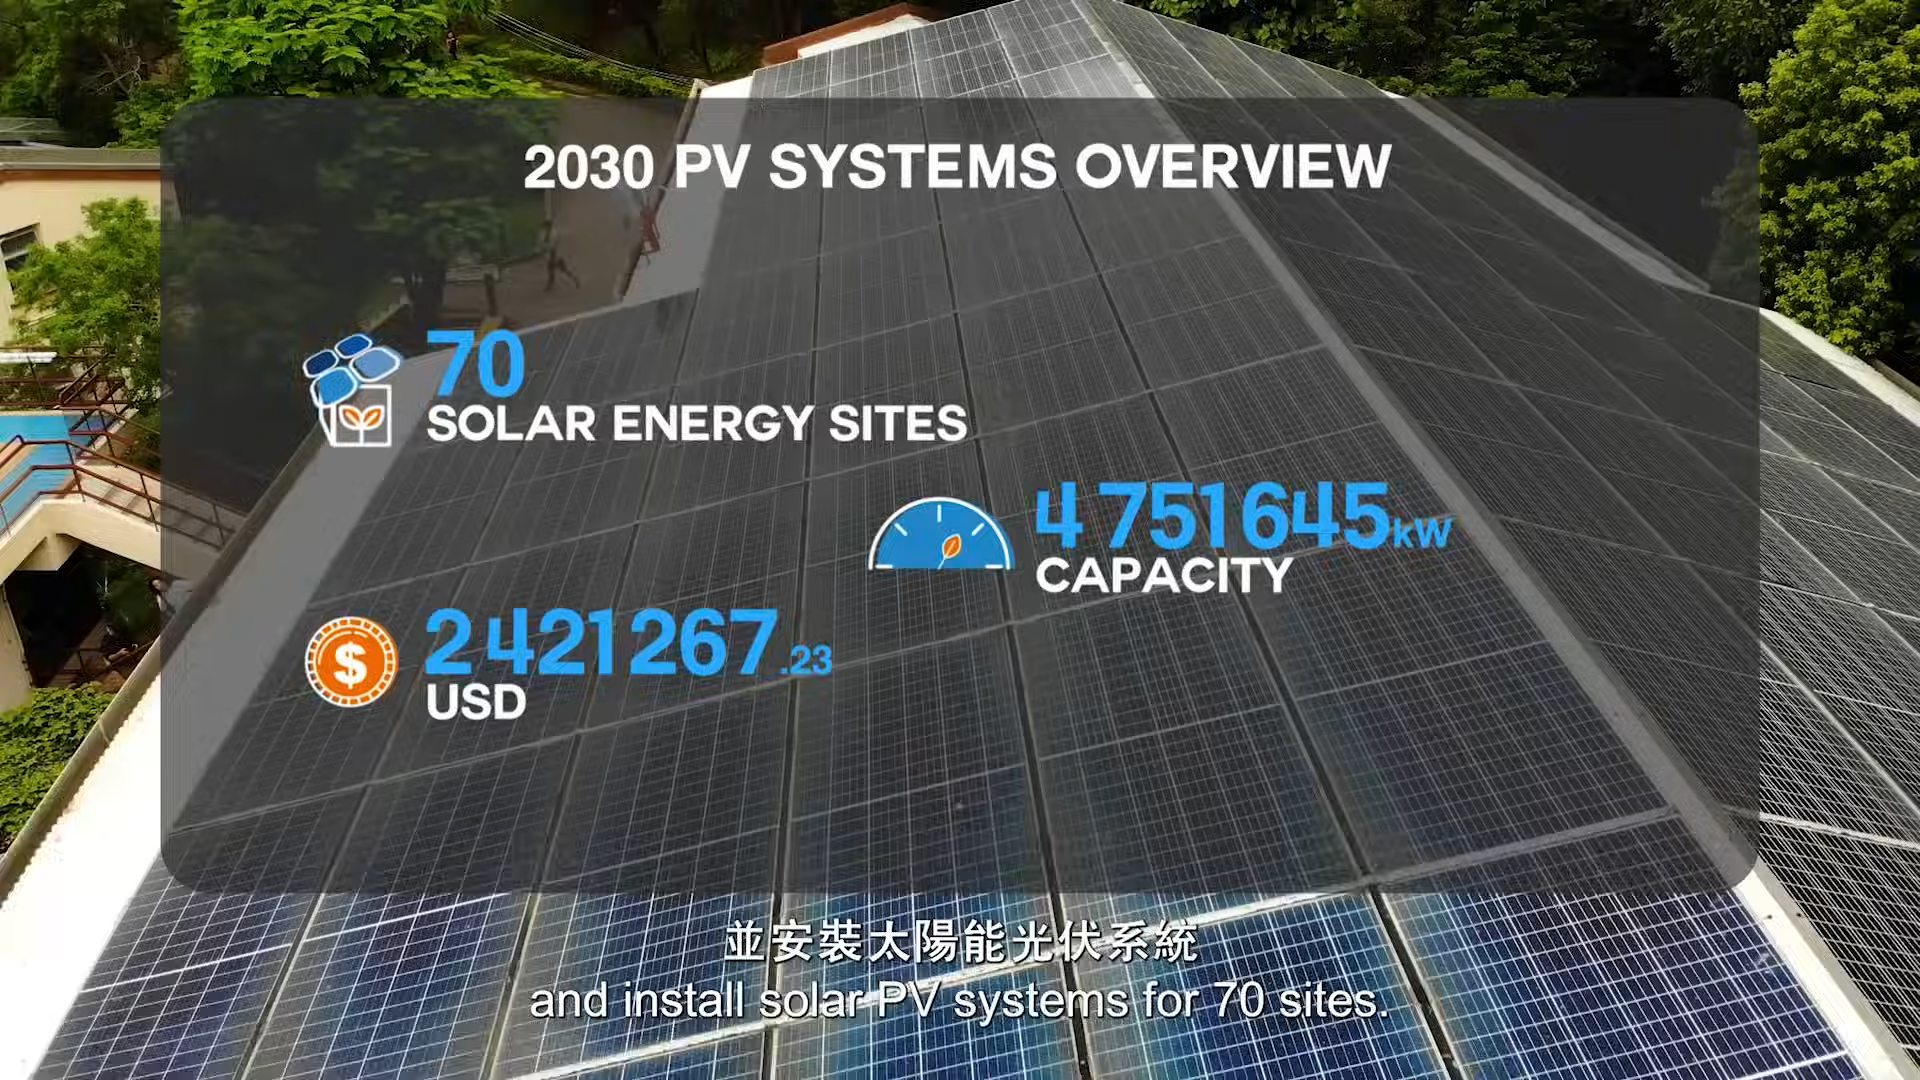 2030 PV SYSTEMS OVERVIEW
70
SOLAR ENERGY SITES
4 751 645kW
CAPACITY
2 421 267.23
USD
並安裝太陽能光伏系統
and install solar PV systems for 70 sites.